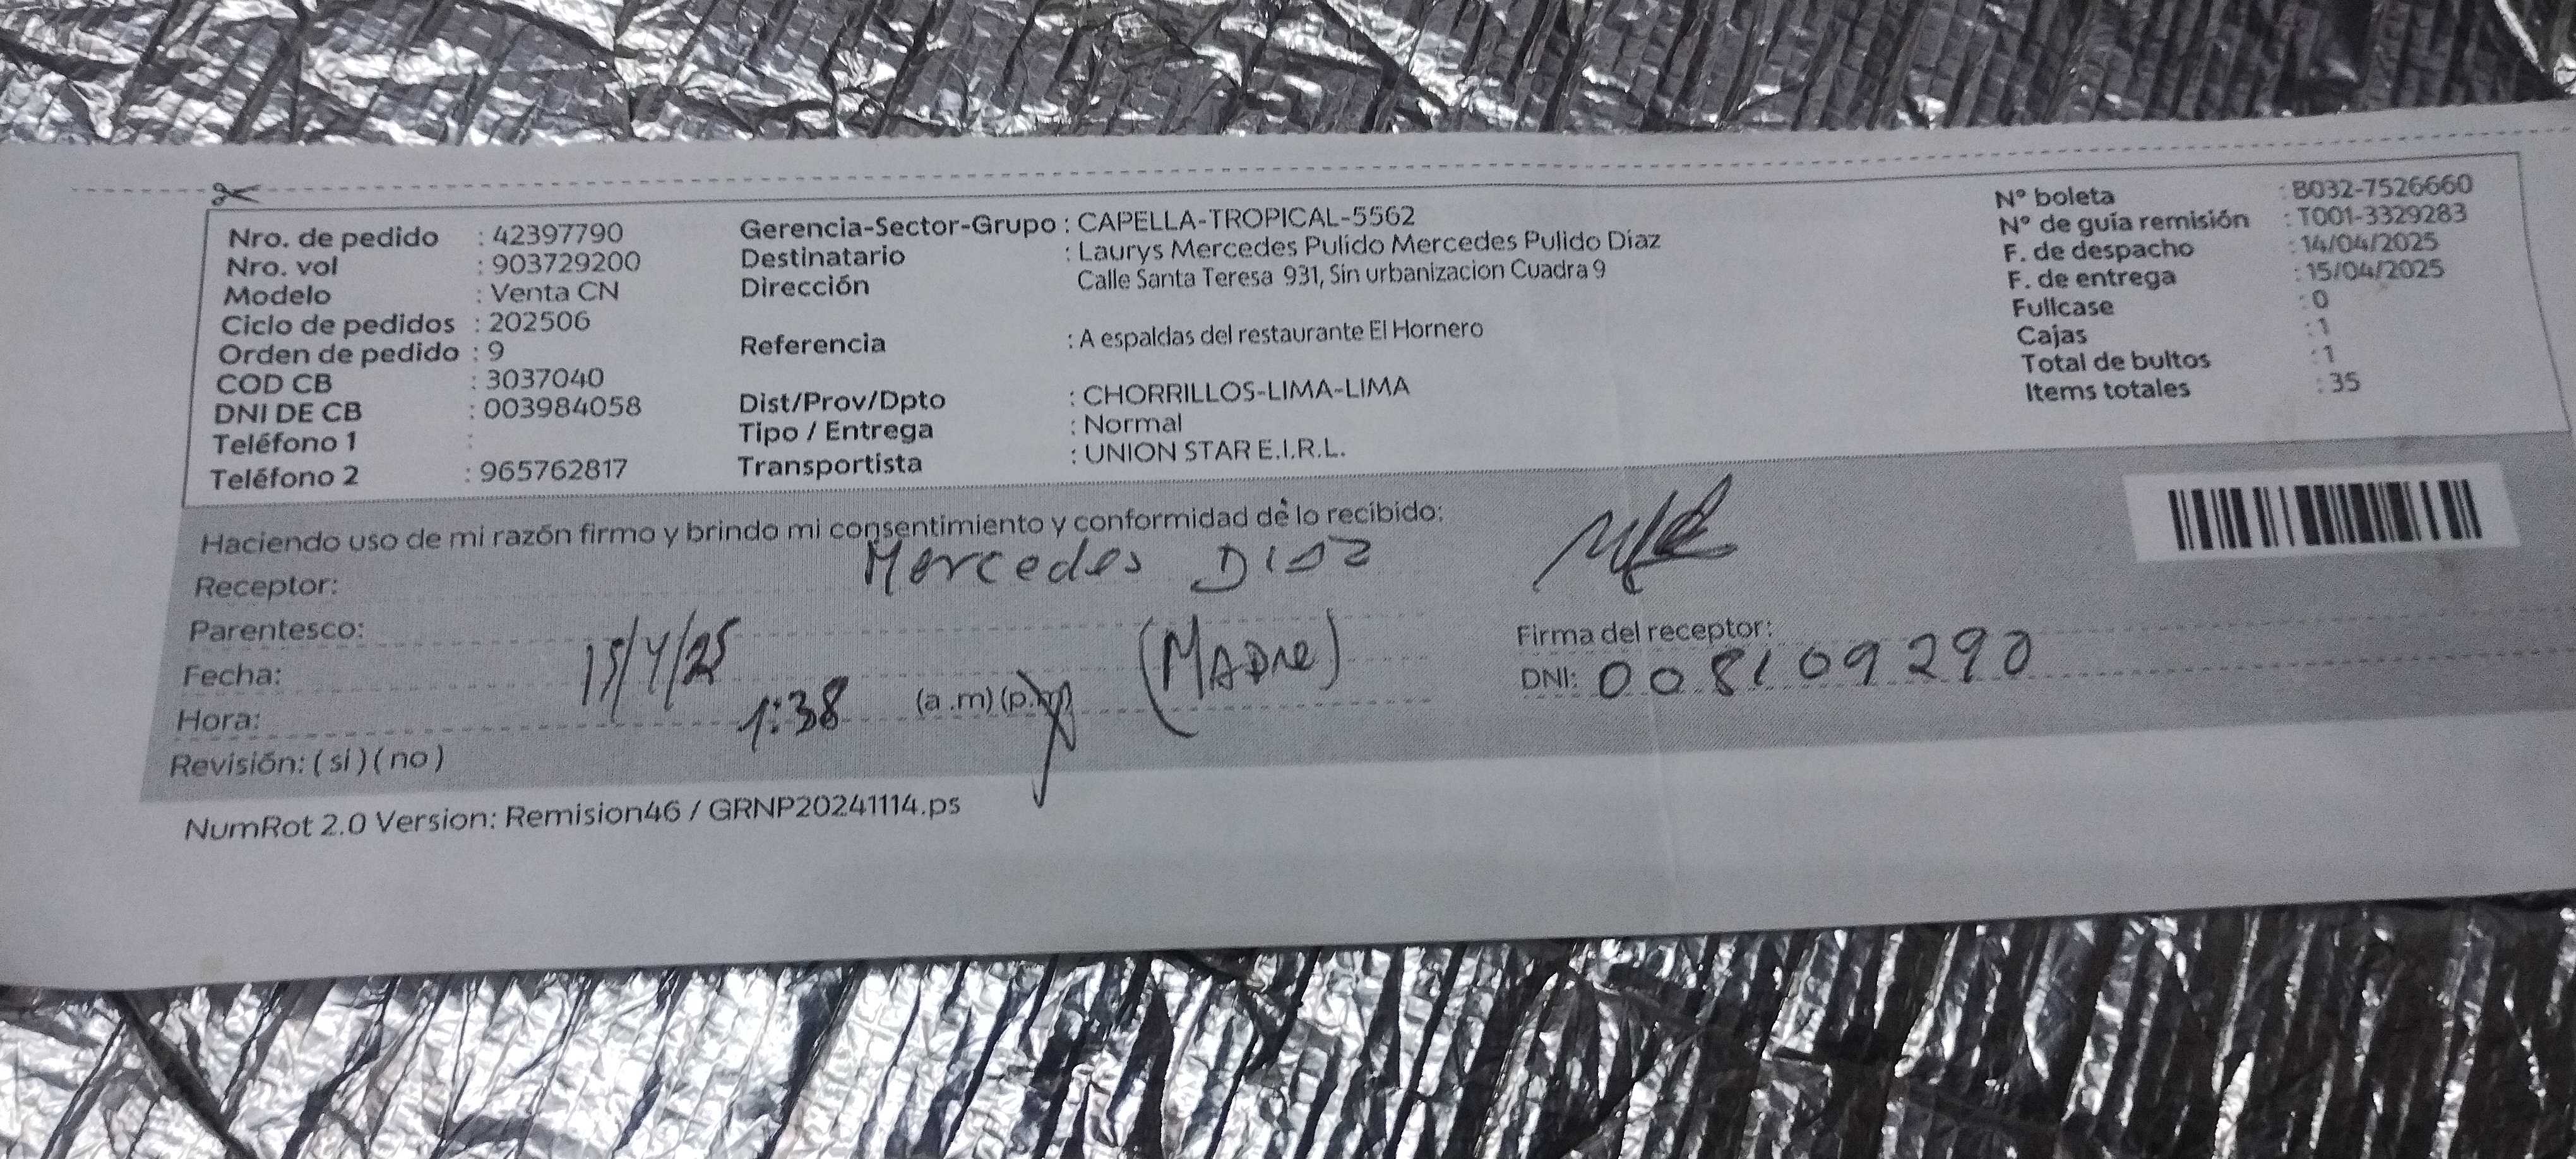 Nro. de pedido : 42397790
Nro. vol : 903729200
Modelo : Venta CN
Ciclo de pedidos : 202506
Orden de pedido : 9
COD CB : 3037040
DNI DE CB : 003984058
Teléfono 1 :
Teléfono 2 : 965762817
Gerencia-Sector-Grupo : CAPELLA-TROPICAL-5562
Destinatario : Laurys Mercedes Pulido Mercedes Pulido Diaz
Dirección Calle Santa Teresa 931, Sin urbanizacion Cuadra 9
Referencia : A espaldas del restaurante El Hornero
Dist/Prov/Dpto : CHORRILLOS-LIMA-LIMA
Tipo / Entrega : Normal
Transportista : UNION STAR E.I.R.L.
N° boleta : B032-7526660
N° de guía remisión : T001-3329283
F. de despacho : 14/04/2025
F. de entrega : 15/04/2025
Fullcase : 0
Cajas : 1
Total de bultos : 1
Items totales : 35
Haciendo uso de mi razón firmo y brindo mi consentimiento y conformidad de lo recibido:
Receptor: Mercedes DIAZ
Parentesco: (MADRE)
Fecha: 15/4/25
Hora: 1:38 (a .m) (p.m)
Revisión: ( si ) ( no )
Firma del receptor:
DNI: 008109290
NumRot 2.0 Version: Remision46 / GRNP20241114.ps